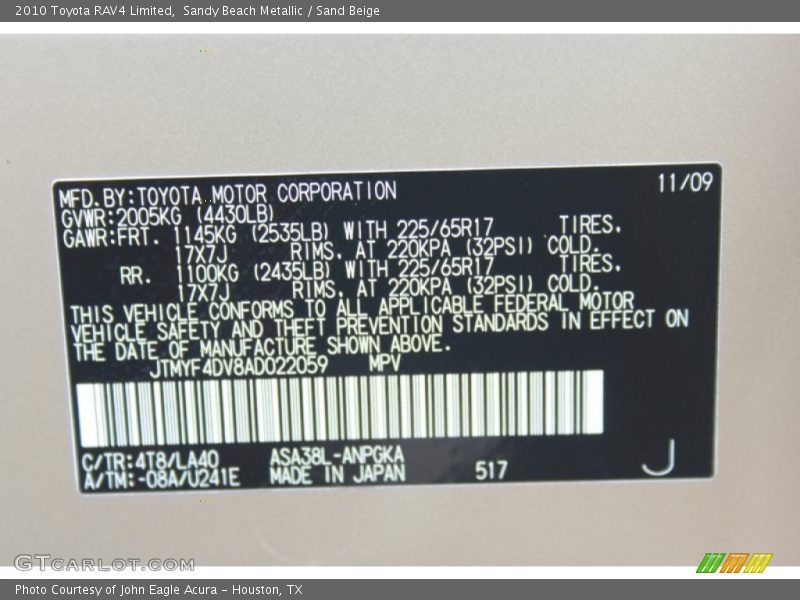 2010 Toyota RAV4 Limited, Sandy Beach Metallic / Sand Beige
MFD.BY:TOYOTA MOTOR CORPORATION 11/09
GVWR:2005KG (4430LB)
GAWR:FRT. 1145KG (2535LB) WITH 225/65R17 TIRES.
17X7J RIMS. AT 220KPA (32PSI) COLD.
RR. 1100KG (2435LB) WITH 225/65R17 TIRES.
17X7J RIMS. AT 220KPA (32PSI) COLD.
THIS VEHICLE CONFORMS TO ALL APPLICABLE FEDERAL MOTOR
VEHICLE SAFETY AND THEFT PREVENTION STANDARDS IN EFFECT ON
THE DATE OF MANUFACTURE SHOWN ABOVE.
JTMYF4DV8AD022059 MPV
C/TR:4T8/LA40 ASA38L-ANPGKA
A/TM:-08A/U241E MADE IN JAPAN 517 J
GTCarLot.com
Photo Courtesy of John Eagle Acura - Houston, TX